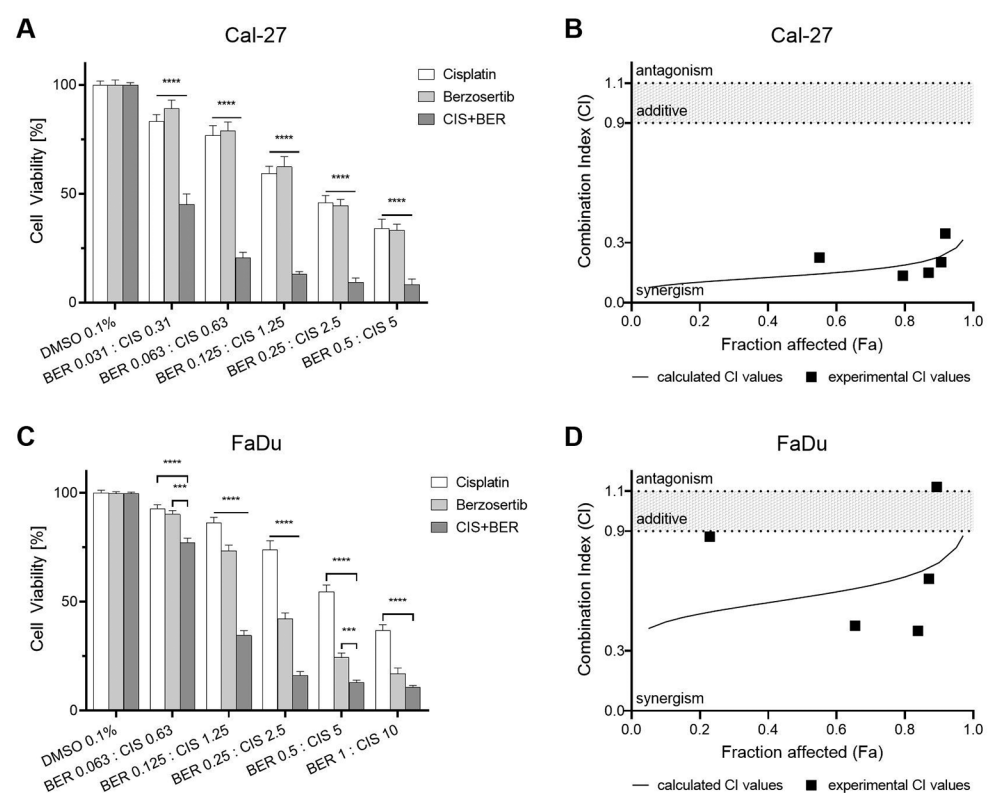 A
Cal-27
Cell Viability [%]
100
50
0
****
****
****
****
****
Cisplatin
Berzosertib
CIS+BER
DMSO 0.1%
BER 0.031 : CIS 0.31
BER 0.063 : CIS 0.63
BER 0.125 : CIS 1.25
BER 0.25 : CIS 2.5
BER 0.5 : CIS 5
B
Cal-27
Combination Index (CI)
antagonism
1.1
additive
0.9
0.3
synergism
0.0
0.0 0.2 0.4 0.6 0.8 1.0
Fraction affected (Fa)
calculated CI values experimental CI values
C
FaDu
Cell Viability [%]
100
50
0
****
***
****
****
****
***
****
Cisplatin
Berzosertib
CIS+BER
DMSO 0.1%
BER 0.063 : CIS 0.63
BER 0.125 : CIS 1.25
BER 0.25 : CIS 2.5
BER 0.5 : CIS 5
BER 1 : CIS 10
D
FaDu
Combination Index (CI)
antagonism
1.1
additive
0.9
0.3
synergism
0.0
0.0 0.2 0.4 0.6 0.8 1.0
Fraction affected (Fa)
calculated CI values experimental CI values